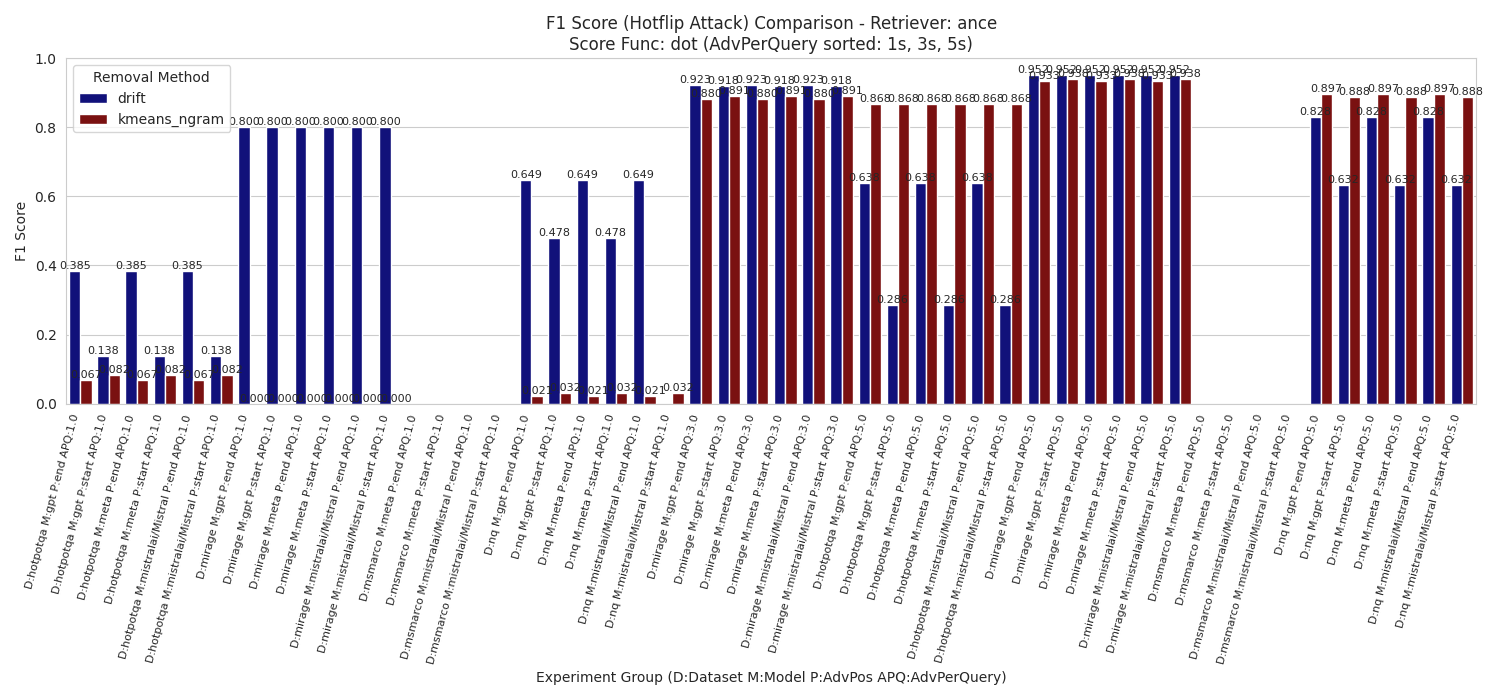 F1 Score (Hotflip Attack) Comparison - Retriever: ance
Score Func: dot (AdvPerQuery sorted: 1s, 3s, 5s)
Removal Method
drift
kmeans_ngram
F1 Score
1.0
0.8
0.6
0.4
0.2
0.0
0.385
0.067
0.138
0.082
0.385
0.067
0.138
0.082
0.385
0.067
0.138
0.082
0.800
0.800
0.800
0.800
0.800
0.800
0.000
0.649
0.021
0.478
0.032
0.649
0.021
0.478
0.032
0.649
0.021
0.032
0.923
0.880
0.918
0.891
0.923
0.880
0.918
0.891
0.923
0.880
0.918
0.891
0.868
0.868
0.868
0.868
0.868
0.868
0.952
0.933
0.952
0.938
0.952
0.933
0.952
0.938
0.952
0.933
0.952
0.938
0.897
0.888
0.897
0.888
0.897
0.888
D:hotpotqa M:gpt P:end APQ:1.0
D:hotpotqa M:gpt P:start APQ:1.0
D:hotpotqa M:meta P:end APQ:1.0
D:hotpotqa M:meta P:start APQ:1.0
D:hotpotqa M:mistralai/Mistral P:end APQ:1.0
D:hotpotqa M:mistralai/Mistral P:start APQ:1.0
D:mirage M:gpt P:end APQ:1.0
D:mirage M:gpt P:start APQ:1.0
D:mirage M:meta P:end APQ:1.0
D:mirage M:meta P:start APQ:1.0
D:mirage M:mistralai/Mistral P:end APQ:1.0
D:mirage M:mistralai/Mistral P:start APQ:1.0
D:msmarco M:meta P:end APQ:1.0
D:msmarco M:meta P:start APQ:1.0
D:msmarco M:mistralai/Mistral P:end APQ:1.0
D:msmarco M:mistralai/Mistral P:start APQ:1.0
D:nq M:gpt P:end APQ:1.0
D:nq M:gpt P:start APQ:1.0
D:nq M:meta P:end APQ:1.0
D:nq M:meta P:start APQ:1.0
D:nq M:mistralai/Mistral P:end APQ:1.0
D:nq M:mistralai/Mistral P:start APQ:1.0
D:mirage M:gpt P:end APQ:3.0
D:mirage M:gpt P:start APQ:3.0
D:mirage M:meta P:end APQ:3.0
D:mirage M:meta P:start APQ:3.0
D:mirage M:mistralai/Mistral P:end APQ:3.0
D:mirage M:mistralai/Mistral P:start APQ:3.0
D:hotpotqa M:gpt P:end APQ:5.0
D:hotpotqa M:gpt P:start APQ:5.0
D:hotpotqa M:meta P:end APQ:5.0
D:hotpotqa M:meta P:start APQ:5.0
D:hotpotqa M:mistralai/Mistral P:end APQ:5.0
D:hotpotqa M:mistralai/Mistral P:start APQ:5.0
D:mirage M:gpt P:end APQ:5.0
D:mirage M:gpt P:start APQ:5.0
D:mirage M:meta P:end APQ:5.0
D:mirage M:meta P:start APQ:5.0
D:mirage M:mistralai/Mistral P:end APQ:5.0
D:mirage M:mistralai/Mistral P:start APQ:5.0
D:msmarco M:meta P:end APQ:5.0
D:msmarco M:meta P:start APQ:5.0
D:msmarco M:mistralai/Mistral P:end APQ:5.0
D:msmarco M:mistralai/Mistral P:start APQ:5.0
D:nq M:gpt P:end APQ:5.0
D:nq M:gpt P:start APQ:5.0
D:nq M:meta P:end APQ:5.0
D:nq M:meta P:start APQ:5.0
D:nq M:mistralai/Mistral P:end APQ:5.0
D:nq M:mistralai/Mistral P:start APQ:5.0
Experiment Group (D:Dataset M:Model P:AdvPos APQ:AdvPerQuery)